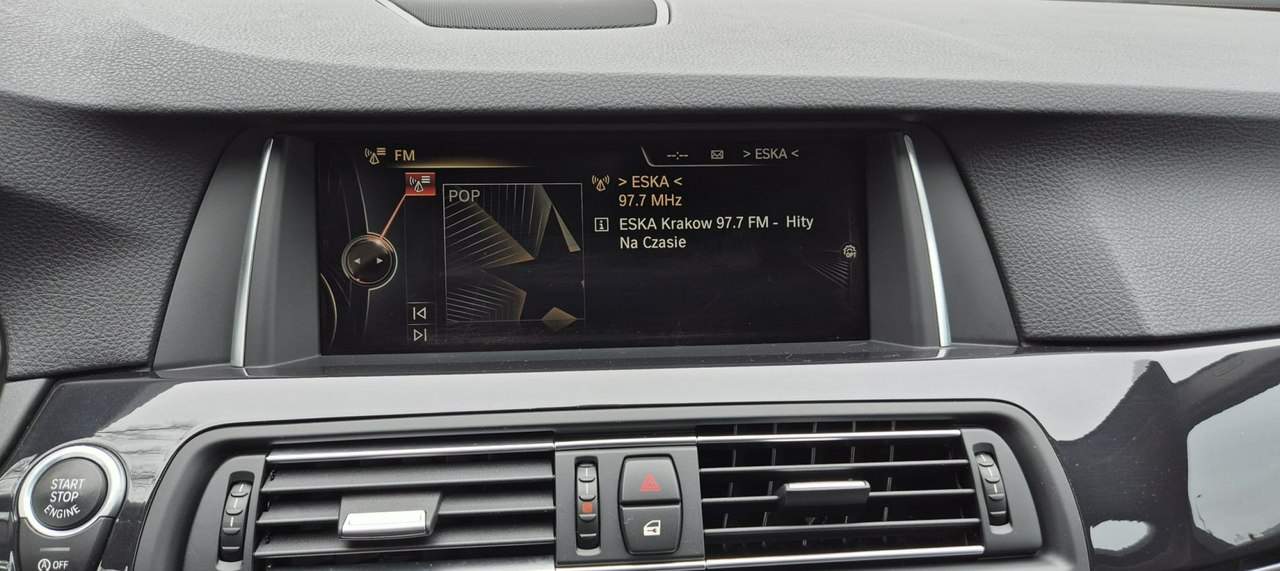 FM
--:--
> ESKA <
POP
> ESKA <
97.7 MHz
ESKA Krakow 97.7 FM - Hity
Na Czasie
OPT
START
STOP
ENGINE
OFF